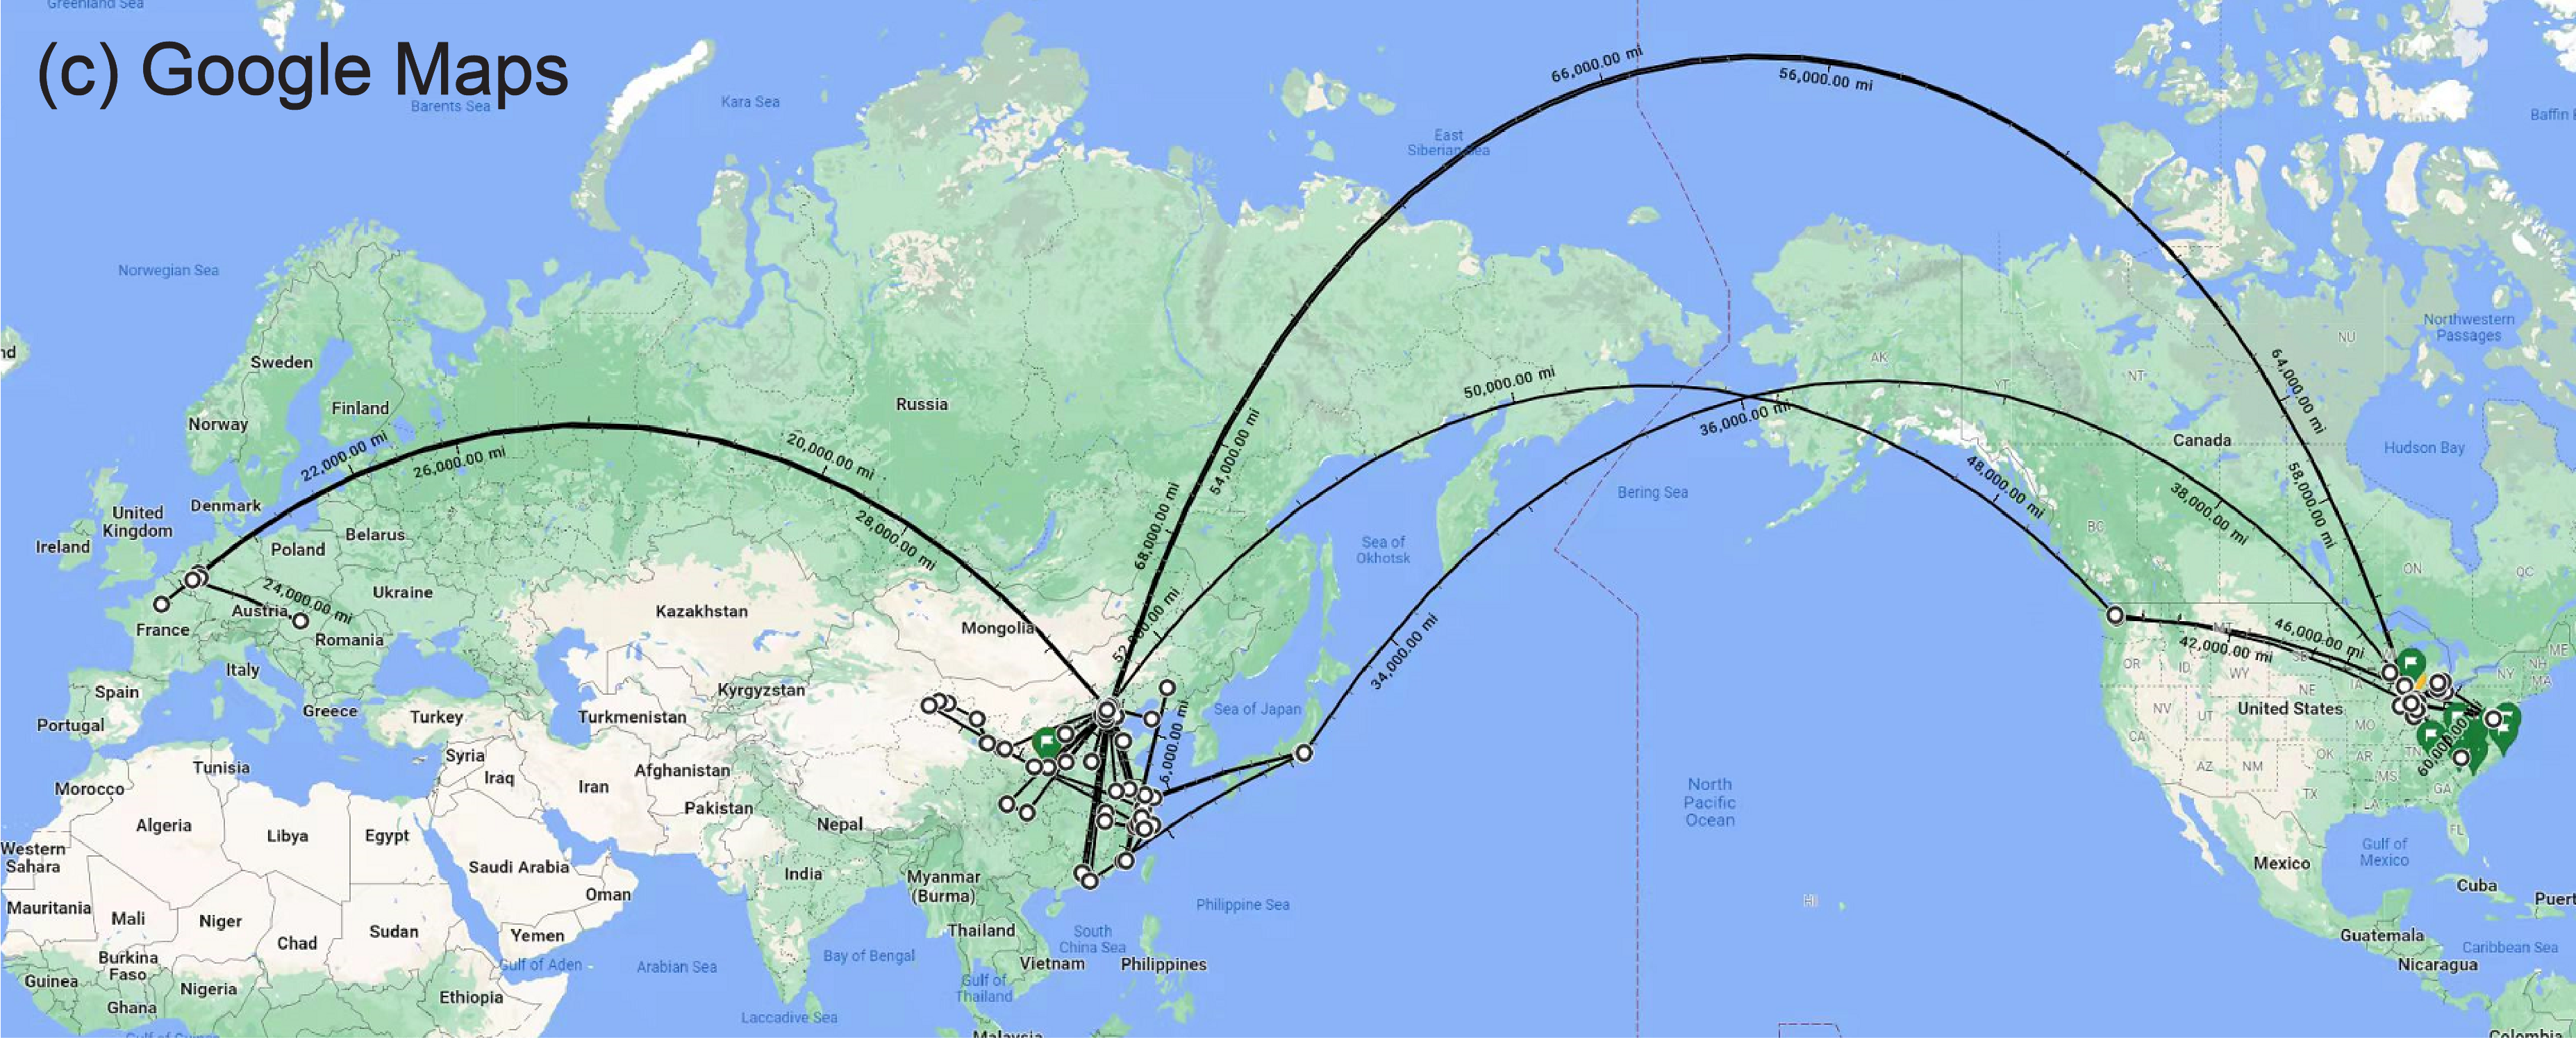 Greenland Sea
(c) Google Maps
Barents Sea
Kara Sea
East
Siberian Sea
66,000.00 mi
56,000.00 mi
Baffin
Norwegian Sea
Northwestern
Passages
NU
nd
Sweden
Finland
Norway
Russia
AK
YT
NT
64,000.00 mi
50,000.00 mi
36,000.00 mi
Canada
Hudson Bay
22,000.00 mi
26,000.00 mi
20,000.00 mi
54,000.00 mi
48,000.00 mi
38,000.00 mi
58,000.00 mi
Bering Sea
Denmark
United
Kingdom
Ireland
Belarus
Poland
28,000.00 mi
68,000.00 mi
Sea of
Okhotsk
BC
ON
QC
24,000.00 mi
Ukraine
Austria
France
Romania
Kazakhstan
Mongolia
34,000.00 mi
MT
42,000.00 mi
46,000.00 mi
ME
Italy
Spain
Portugal
Greece
Turkey
Kyrgyzstan
Turkmenistan
Sea of Japan
OR
ID
WY
SD
IA
NE
NY
NH
MA
NV
UT
United States
MO
CA
Syria
Tunisia
Morocco
Iraq
Iran
Afghanistan
Pakistan
6,000.00 mi
AZ
NM
OK
AR
TN
MS
TX
LA
GA
FL
North
Pacific
Ocean
Algeria
Libya
Egypt
Nepal
Western
Sahara
Saudi Arabia
Oman
India
Myanmar
(Burma)
Mexico
Gulf of
Mexico
Cuba
Puert
HI
Philippine Sea
Mauritania
Mali
Niger
Chad
Sudan
Yemen
Gulf of Aden
Arabian Sea
Bay of Bengal
Thailand
South
China Sea
Vietnam
Philippines
Guatemala
Caribbean Sea
Nicaragua
Burkina
Faso
Guinea
Ghana
Nigeria
Ethiopia
Gulf of
Thailand
Laccadive Sea
Malaysia
Colombia